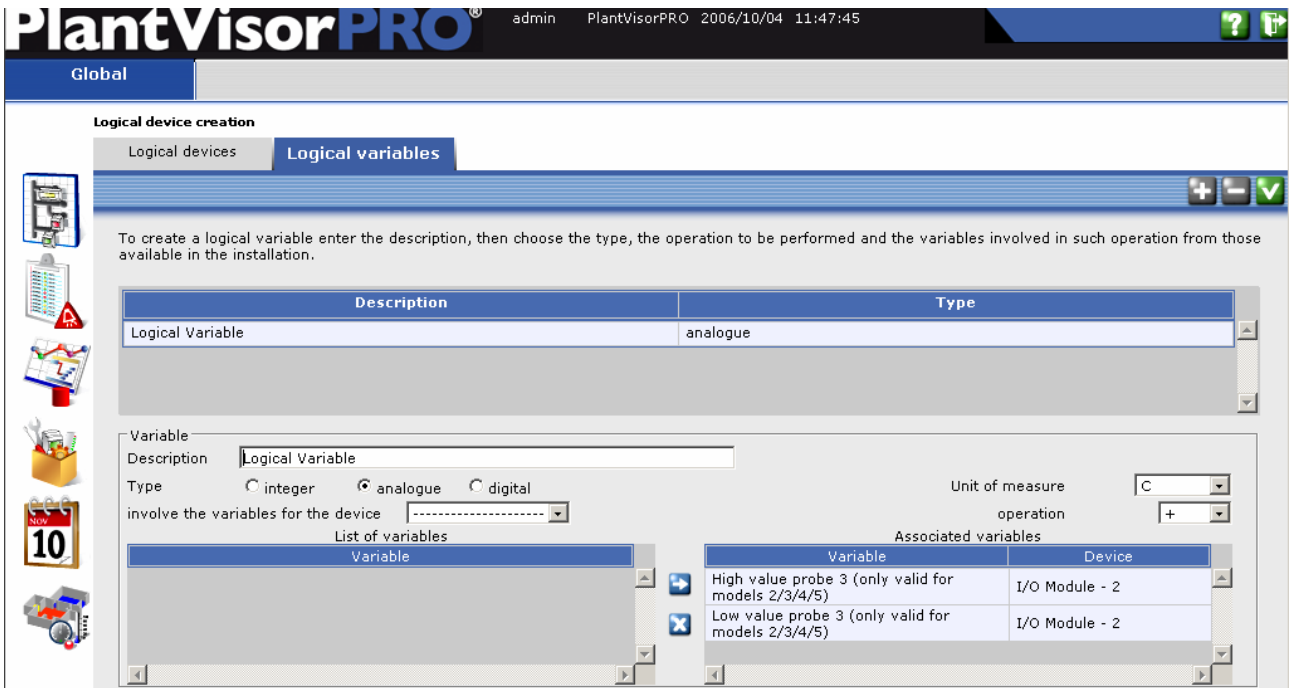 PlantVisorPRO® admin PlantVisorPRO 2006/10/04 11:47:45 ?
Global
Logical device creation
Logical devices Logical variables
To create a logical variable enter the description, then choose the type, the operation to be performed and the variables involved in such operation from those
available in the installation.
Description Type
Logical Variable analogue
Variable
Description Logical Variable
Type integer analogue digital Unit of measure C
involve the variables for the device ---------------------- operation +
List of variables Associated variables
Variable Variable Device
High value probe 3 (only valid for
models 2/3/4/5) I/O Module - 2
Low value probe 3 (only valid for
models 2/3/4/5) I/O Module - 2
NOV
10